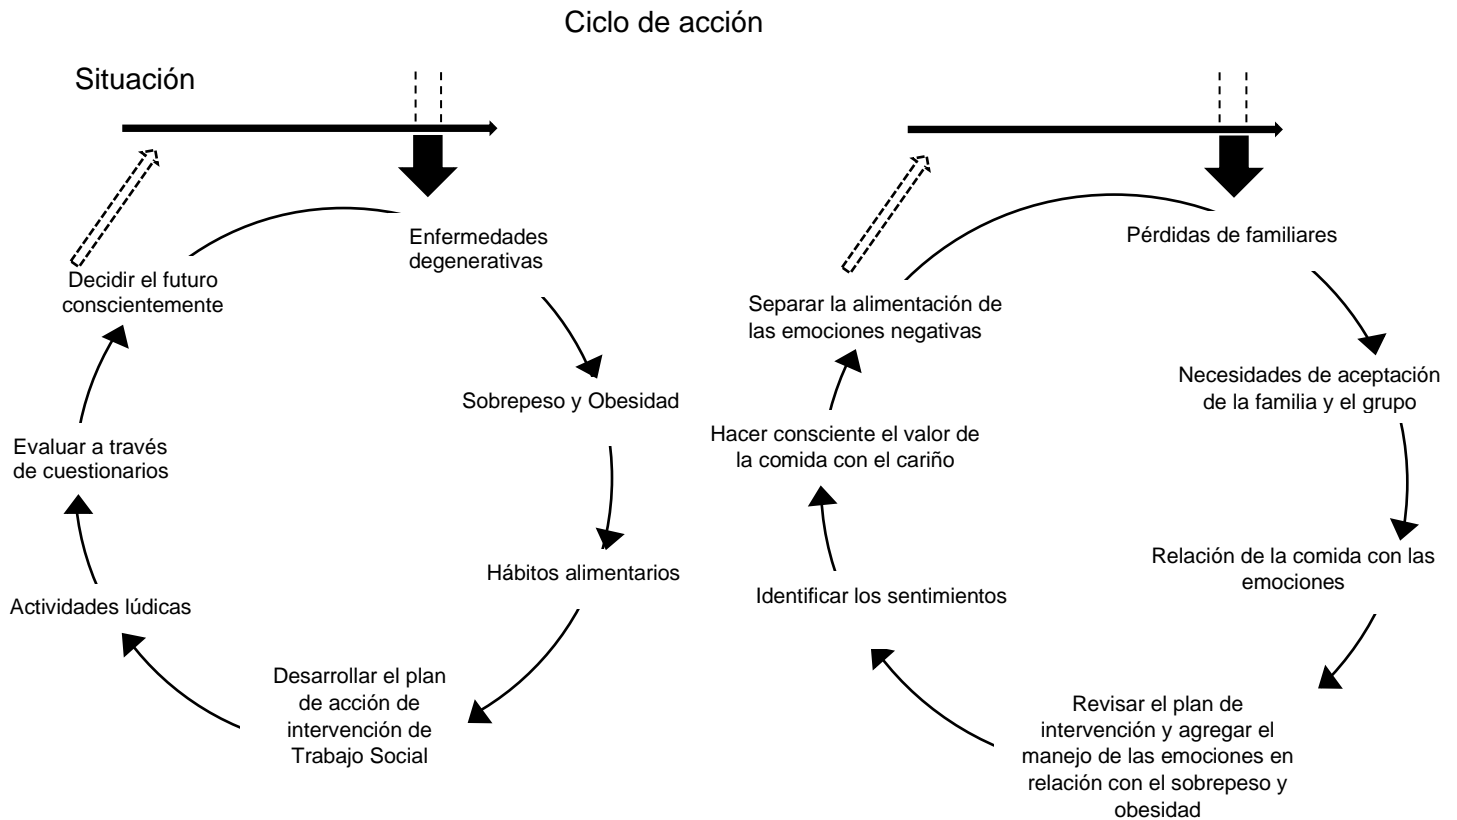 Ciclo de acción
Situación
Enfermedades
degenerativas
Sobrepeso y Obesidad
Hábitos alimentarios
Desarrollar el plan
de acción de
intervención de
Trabajo Social
Actividades lúdicas
Evaluar a través
de cuestionarios
Decidir el futuro
conscientemente
Pérdidas de familiares
Necesidades de aceptación
de la familia y el grupo
Relación de la comida con las
emociones
Revisar el plan de
intervención y agregar el
manejo de las emociones en
relación con el sobrepeso y
obesidad
Identificar los sentimientos
Hacer consciente el valor de
la comida con el cariño
Separar la alimentación de
las emociones negativas